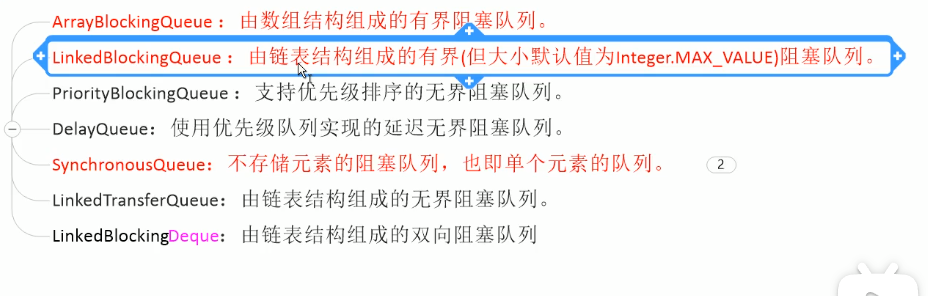 ArrayBlockingQueue：由数组结构组成的有界阻塞队列。
LinkedBlockingQueue：由链表结构组成的有界(但大小默认值为Integer.MAX_VALUE)阻塞队列。
PriorityBlockingQueue：支持优先级排序的无界阻塞队列。
DelayQueue：使用优先级队列实现的延迟无界阻塞队列。
SynchronousQueue：不存储元素的阻塞队列，也即单个元素的队列。 2
LinkedTransferQueue：由链表结构组成的无界阻塞队列。
LinkedBlockingDeque：由链表结构组成的双向阻塞队列